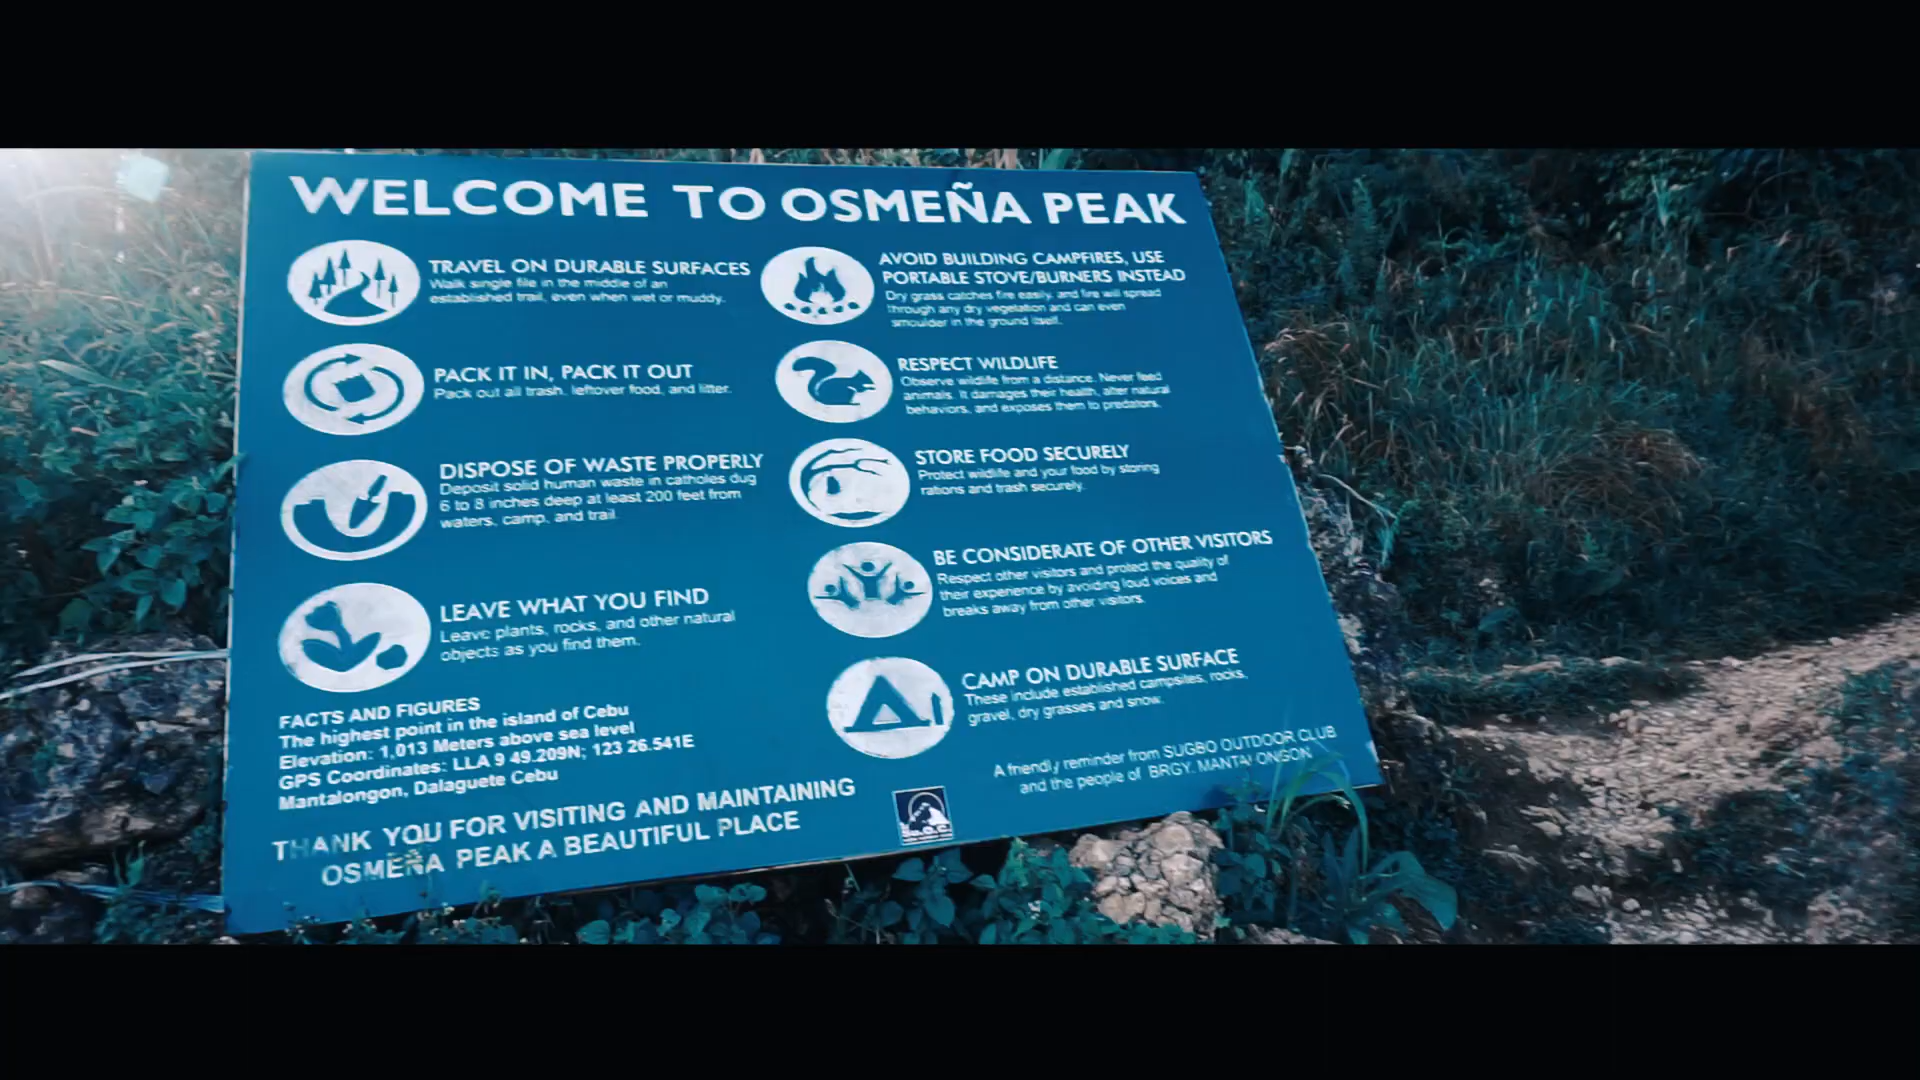 WELCOME TO OSMEÑA PEAK
TRAVEL ON DURABLE SURFACES
Walk single file in the middle of an
established trail, even when wet or muddy.
PACK IT IN, PACK IT OUT
Pack out all trash, leftover food, and litter.
DISPOSE OF WASTE PROPERLY
Deposit solid human waste in catholes dug
6 to 8 inches deep at least 200 feet from
waters, camp, and trail.
LEAVE WHAT YOU FIND
Leave plants, rocks, and other natural
objects as you find them.
AVOID BUILDING CAMPFIRES, USE
PORTABLE STOVE/BURNERS INSTEAD
Dry grass catches fire easily, and fire will spread
through any dry vegetation and can even
smoulder in the ground itself.
RESPECT WILDLIFE
Observe wildlife from a distance. Never feed
animals. It damages their health, alter natural
behaviors, and exposes them to predators.
STORE FOOD SECURELY
Protect wildlife and your food by storing
rations and trash securely.
BE CONSIDERATE OF OTHER VISITORS
Respect other visitors and protect the quality of
their experience by avoiding loud voices and
breaks away from other visitors.
CAMP ON DURABLE SURFACE
These include established campsites, rocks,
gravel, dry grasses and snow.
FACTS AND FIGURES
The highest point in the island of Cebu
Elevation: 1,013 Meters above sea level
GPS Coordinates: LLA 9 49.209N; 123 26.541E
Mantalongon, Dalaguete Cebu
THANK YOU FOR VISITING AND MAINTAINING
OSMEÑA PEAK A BEAUTIFUL PLACE
A friendly reminder from SUGBO OUTDOOR CLUB
and the people of BRGY. MANTALONGON